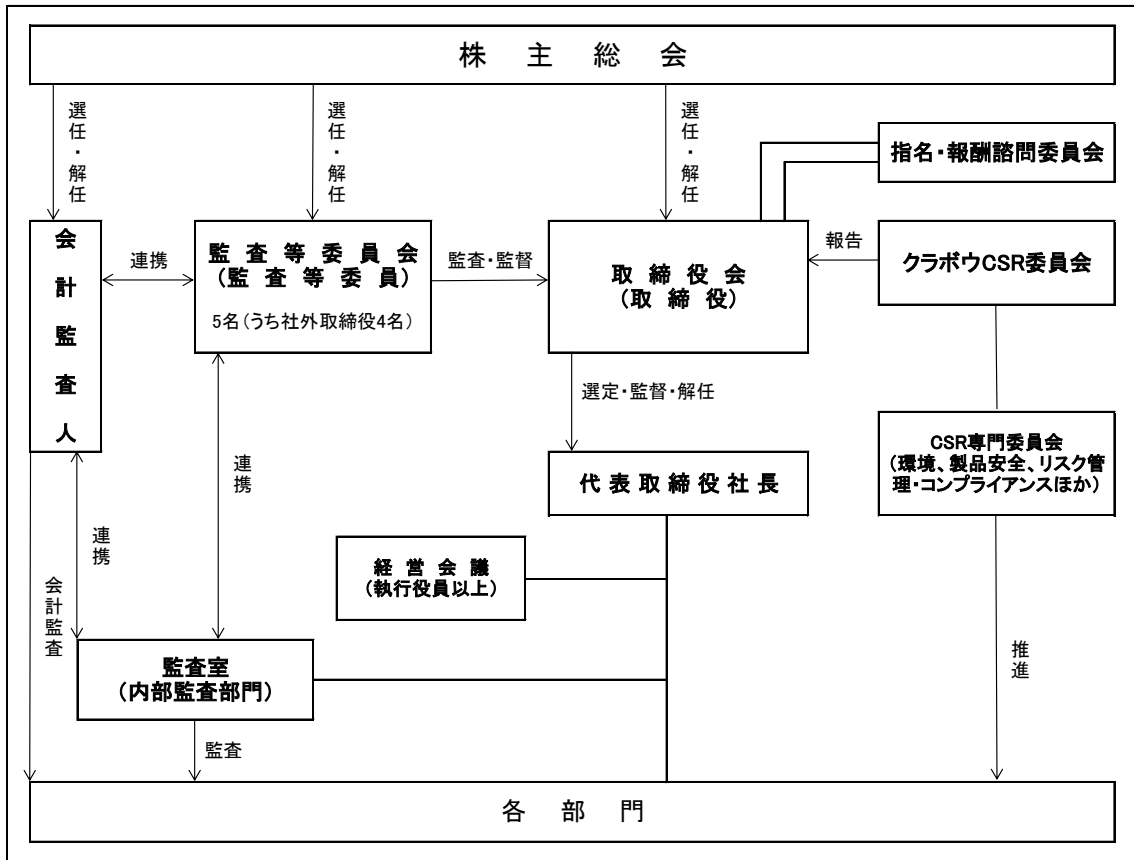 株主総会
選任・解任
選任・解任
選任・解任
指名・報酬諮問委員会
会計監査人
連携
監査等委員会
(監査等委員)
5名(うち社外取締役4名)
監査・監督
取締役会
(取締役)
報告
クラボウCSR委員会
選定・監督・解任
連携
CSR専門委員会
(環境、製品安全、リスク管
理・コンプライアンスほか)
代表取締役社長
連携
経営会議
(執行役員以上)
会計監査
監査室
(内部監査部門)
推進
監査
各部門